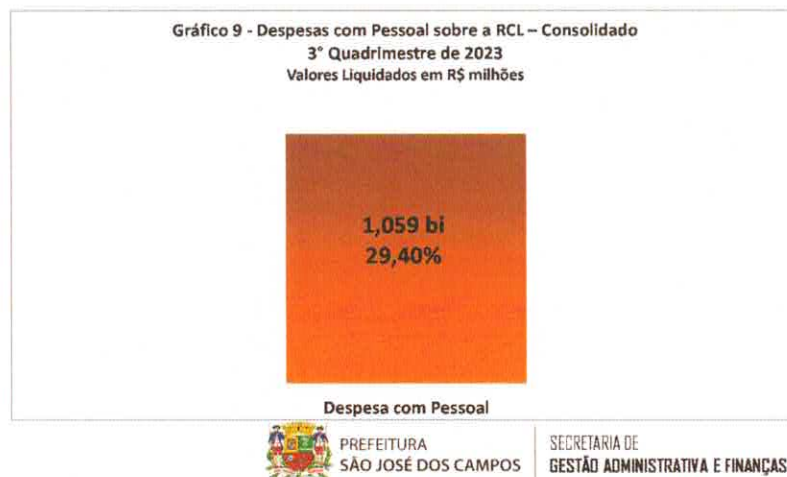 Gráfico 9 - Despesas com Pessoal sobre a RCL – Consolidado
3° Quadrimestre de 2023
Valores Liquidados em R$ milhões
1,059 bi
29,40%
Despesa com Pessoal
PREFEITURA
SÃO JOSÉ DOS CAMPOS
SECRETARIA DE
GESTÃO ADMINISTRATIVA E FINANÇAS